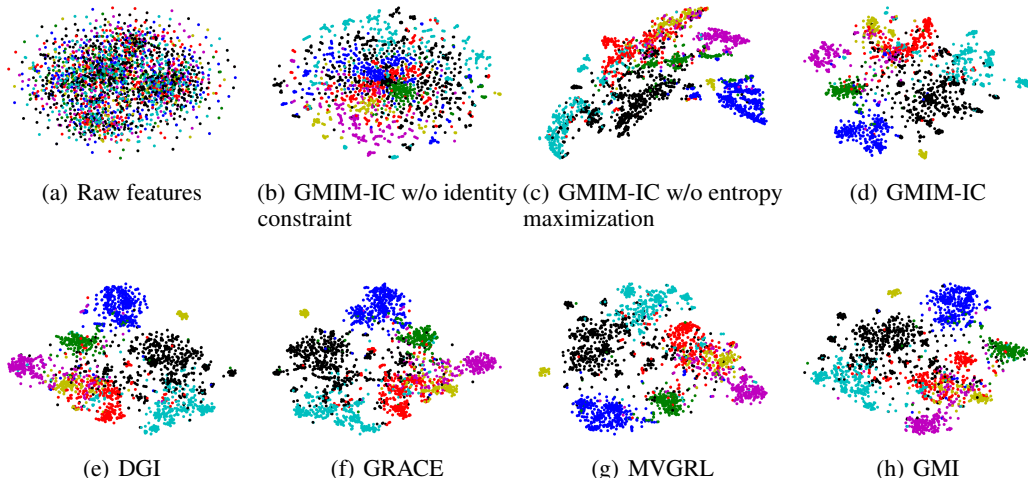 (a) Raw features
(b) GMIM-IC w/o identity constraint
(c) GMIM-IC w/o entropy maximization
(d) GMIM-IC
(e) DGI
(f) GRACE
(g) MVGRL
(h) GMI